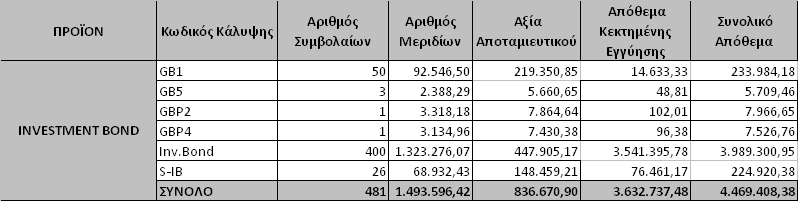 ΠΡΟΪΟΝ Κωδικός Κάλυψης Αριθμός Συμβολαίων Αριθμός Μεριδίων Αξία Αποταμιευτικού Απόθεμα Κεκτημένης Εγγύησης Συνολικό Απόθεμα
INVESTMENT BOND
GB1 50 92.546,50 219.350,85 14.633,33 233.984,18
GB5 3 2.388,29 5.660,65 48,81 5.709,46
GBP2 1 3.318,18 7.864,64 102,01 7.966,65
GBP4 1 3.134,96 7.430,38 96,38 7.526,76
Inv.Bond 400 1.323.276,07 447.905,17 3.541.395,78 3.989.300,95
S-IB 26 68.932,43 148.459,21 76.461,17 224.920,38
ΣΥΝΟΛΟ 481 1.493.596,42 836.670,90 3.632.737,48 4.469.408,38